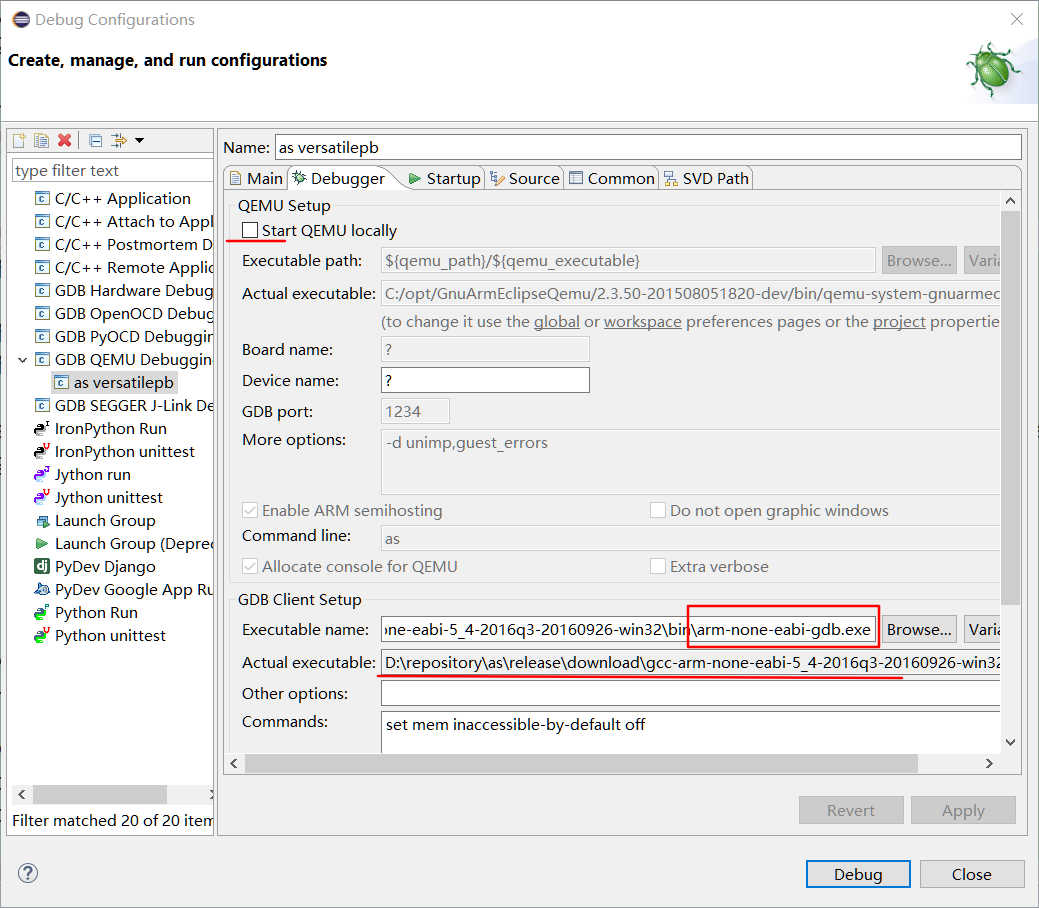 Debug Configurations
Create, manage, and run configurations
type filter text
C/C++ Application
C/C++ Attach to Appl
C/C++ Postmortem D
C/C++ Remote Applic
GDB Hardware Debug
GDB OpenOCD Debug
GDB PyOCD Debuggin
GDB QEMU Debuggin
as versatilepb
GDB SEGGER J-Link De
IronPython Run
IronPython unittest
Jython run
Jython unittest
Launch Group
Launch Group (Deprec
PyDev Django
PyDev Google App Ru
Python Run
Python unittest
Filter matched 20 of 20 item
Name: as versatilepb
Main Debugger Startup Source Common SVD Path
QEMU Setup
Start QEMU locally
Executable path: ${qemu_path}/${qemu_executable} Browse... Varia
Actual executable: C:/opt/GnuArmEclipseQemu/2.3.50-201508051820-dev/bin/qemu-system-gnuarmec
(to change it use the global or workspace preferences pages or the project propertie
Board name: ?
Device name: ?
GDB port: 1234
More options: -d unimp,guest_errors
Enable ARM semihosting Do not open graphic windows
Command line: as
Allocate console for QEMU Extra verbose
GDB Client Setup
Executable name: one-eabi-5_4-2016q3-20160926-win32\bin\arm-none-eabi-gdb.exe Browse... Varia
Actual executable: D:\repository\as\release\download\gcc-arm-none-eabi-5_4-2016q3-20160926-win32
Other options:
Commands: set mem inaccessible-by-default off
Revert Apply
Debug Close